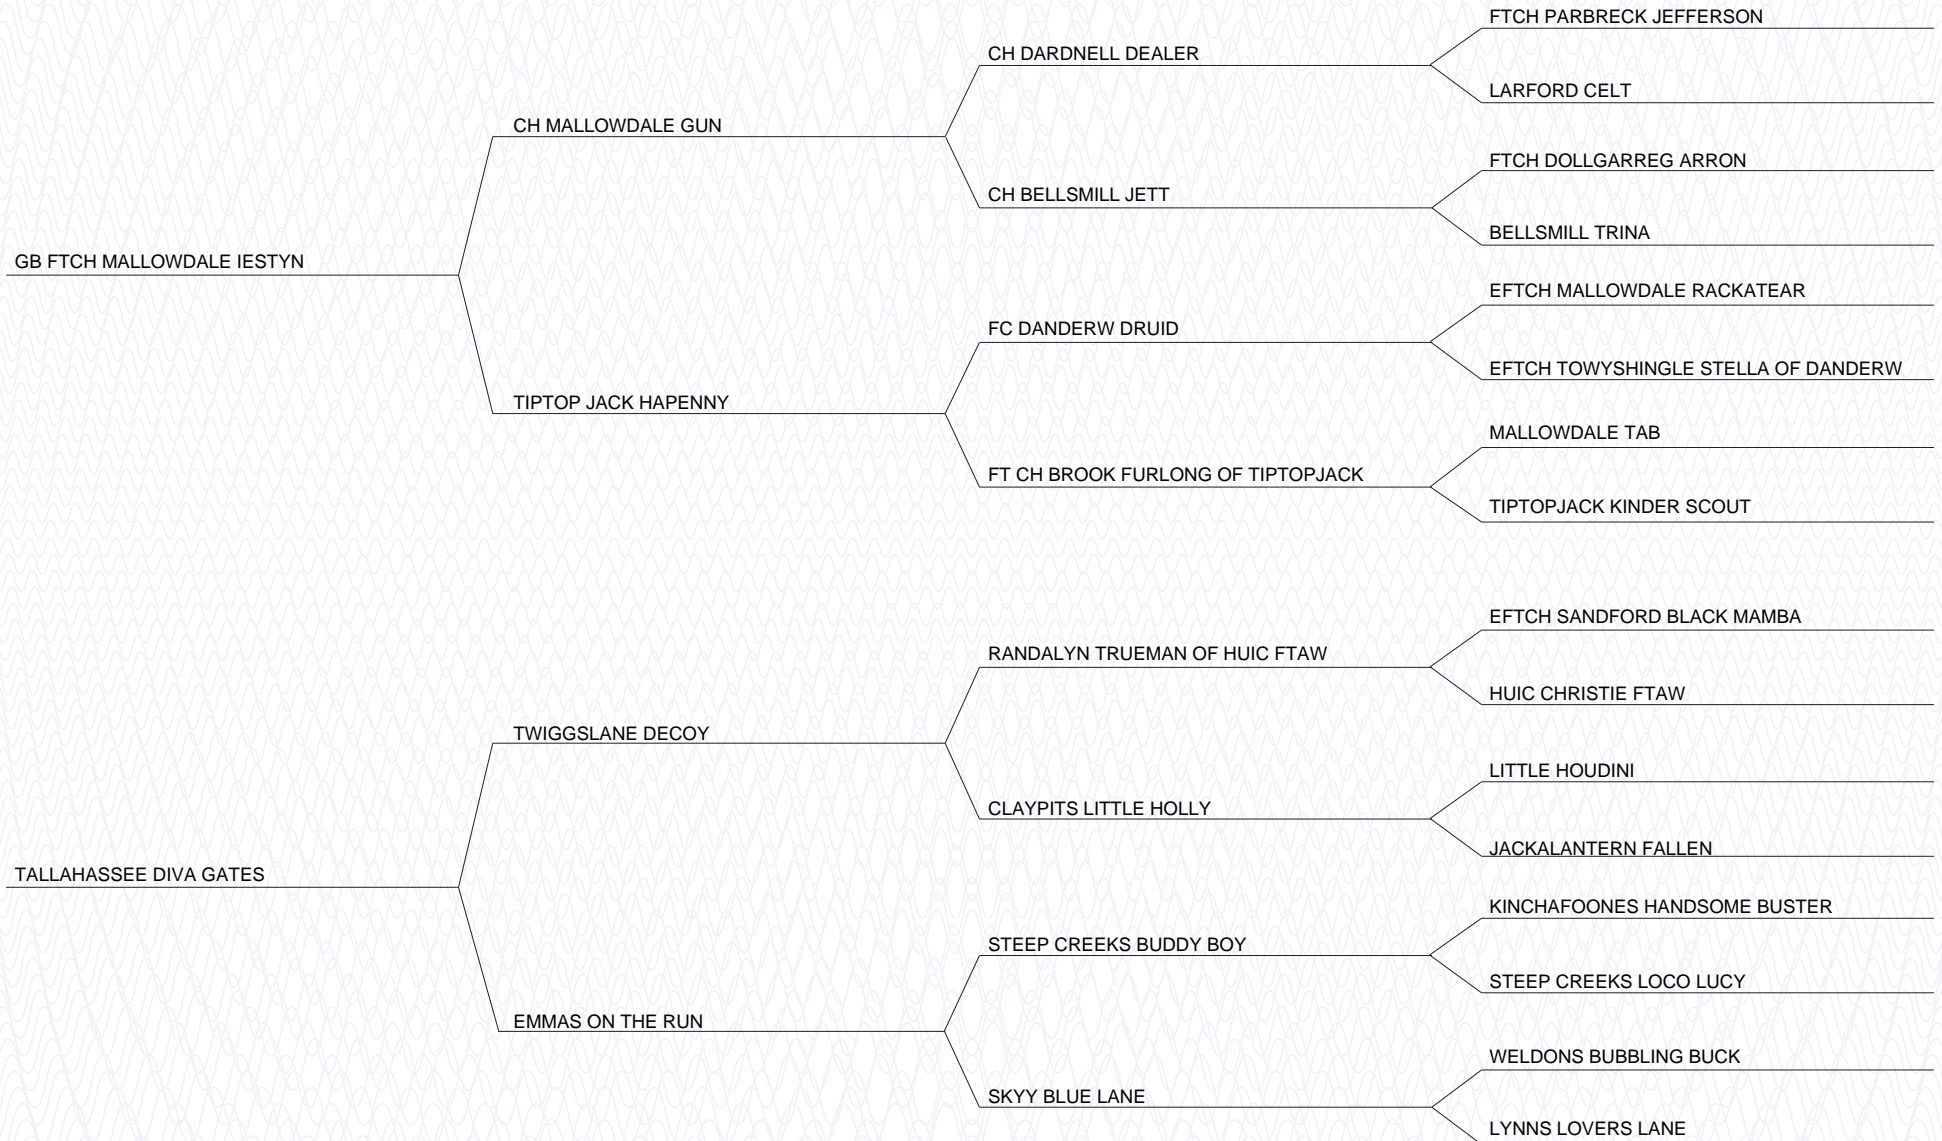 FTCH PARBRECK JEFFERSON
CH DARDNELL DEALER
LARFORD CELT
CH MALLOWDALE GUN
FTCH DOLLGARREG ARRON
CH BELLSMILL JETT
BELLSMILL TRINA
GB FTCH MALLOWDALE IESTYN
EFTCH MALLOWDALE RACKATEAR
FC DANDERW DRUID
EFTCH TOWYSHINGLE STELLA OF DANDERW
TIPTOP JACK HAPENNY
MALLOWDALE TAB
FT CH BROOK FURLONG OF TIPTOPJACK
TIPTOPJACK KINDER SCOUT
EFTCH SANDFORD BLACK MAMBA
RANDALYN TRUEMAN OF HUIC FTAW
HUIC CHRISTIE FTAW
TWIGGSLANE DECOY
LITTLE HOUDINI
CLAYPITS LITTLE HOLLY
JACKALANTERN FALLEN
TALLAHASSEE DIVA GATES
KINCHAFOONES HANDSOME BUSTER
STEEP CREEKS BUDDY BOY
STEEP CREEKS LOCO LUCY
EMMAS ON THE RUN
WELDONS BUBBLING BUCK
SKYY BLUE LANE
LYNNS LOVERS LANE